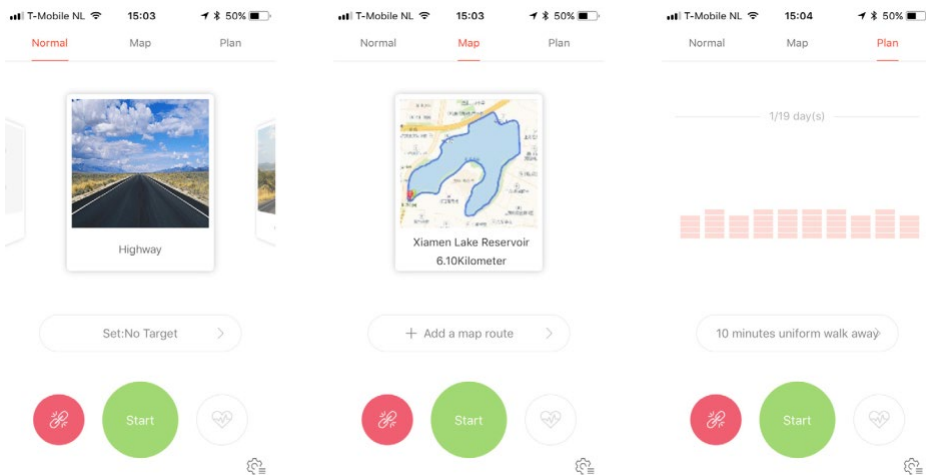 T-Mobile NL 15:03 50%
Normal Map Plan
Highway
Set:No Target
Start
T-Mobile NL 15:03 50%
Normal Map Plan
Xiamen Lake Reservoir
6.10Kilometer
+ Add a map route
Start
T-Mobile NL 15:04 50%
Normal Map Plan
1/19 day(s)
10 minutes uniform walk away
Start